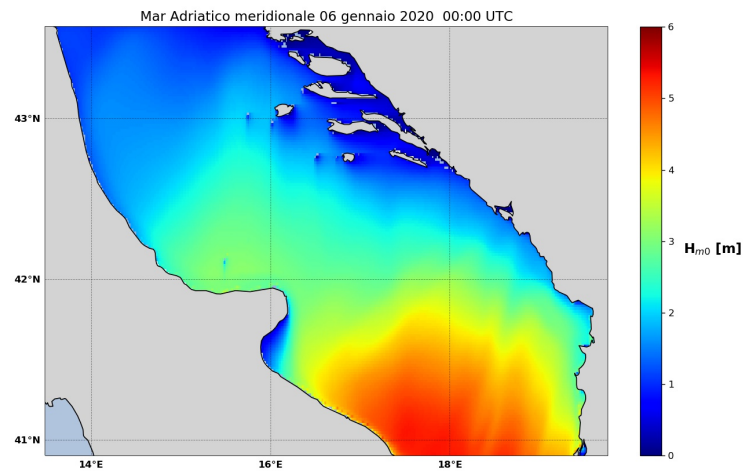 Mar Adriatico meridionale 06 gennaio 2020  00:00 UTC
43°N
42°N
41°N
14°E
16°E
18°E
6
5
4
3
2
1
0
Hm0 [m]